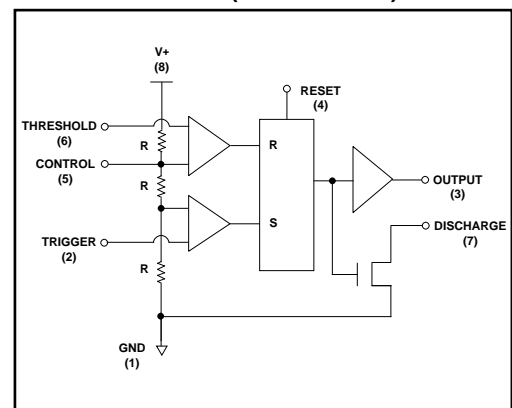 V+
(8)
RESET
(4)
THRESHOLD
(6)
R
R
CONTROL
(5)
R
OUTPUT
(3)
S
DISCHARGE
(7)
TRIGGER
(2)
R
GND
(1)